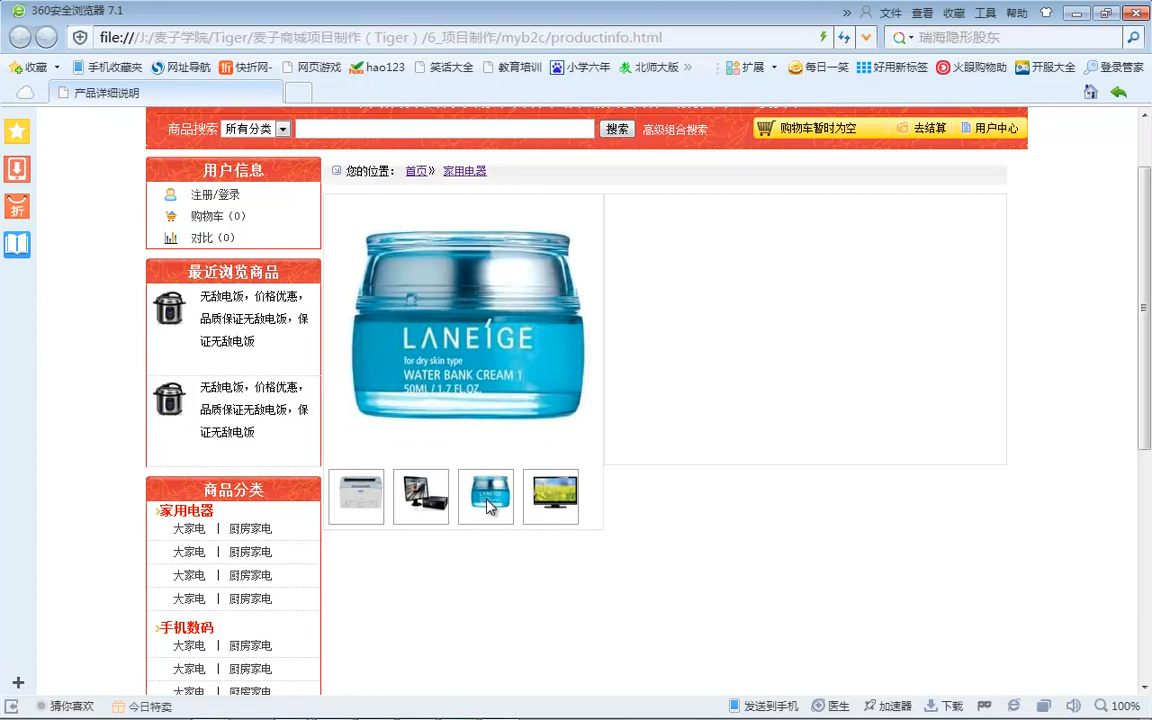 360安全浏览器 7.1
» 文件 查看 收藏 工具 帮助
file:///J:/麦子学院/Tiger/麦子商城项目制作（Tiger）/6_项目制作/myb2c/productinfo.html
瑞海隐形股东
收藏 手机收藏夹 网址导航 快折网- 网页游戏 hao123 笑话大全 教育培训 小学六年 北师大版 » 扩展 每日一笑 好用新标签 火眼购物助 开服大全 登录管家
产品详细说明
商品搜索 所有分类 搜索 高级组合搜索 购物车暂时为空 去结算 用户中心
用户信息
注册/登录
购物车（0）
对比（0）
您的位置： 首页» 家用电器
折
最近浏览商品
无敌电饭，价格优惠，
品质保证无敌电饭，保
证无敌电饭
无敌电饭，价格优惠，
品质保证无敌电饭，保
证无敌电饭
LANEÍGE
for dry skin type
WATER BANK CREAM 1
50ML / 1.7 FL.OZ.
商品分类
›家用电器
大家电 | 厨房家电
大家电 | 厨房家电
大家电 | 厨房家电
大家电 | 厨房家电
›手机数码
大家电 | 厨房家电
大家电 | 厨房家电
大家电 | 厨房家电
猜你喜欢 今日特卖
发送到手机 医生 加速器 下载 100%